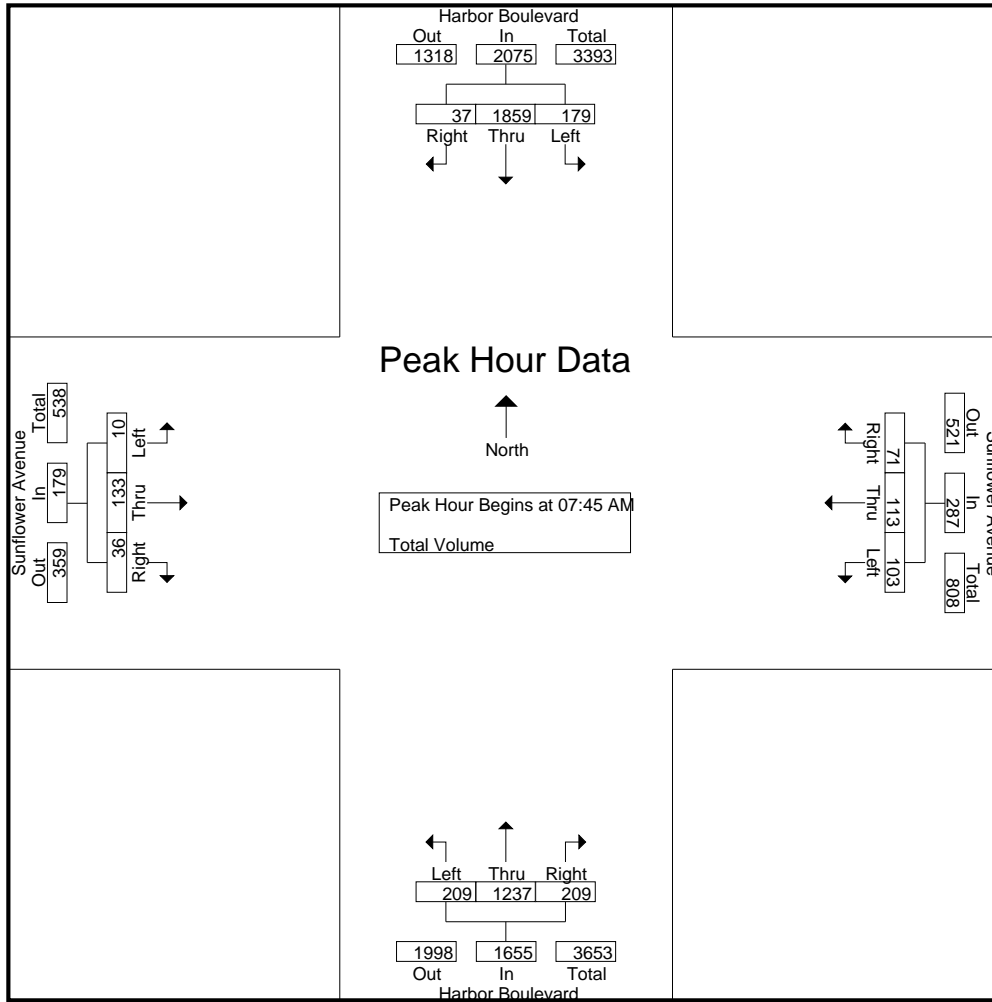 Harbor Boulevard
Out In Total
1318 2075 3393
37 1859 179
Right Thru Left
Peak Hour Data
North
Peak Hour Begins at 07:45 AM
Total Volume
Sunflower Avenue
Out In Total
359 179 538
Left Thru Right
10 133 36
Right Thru Left
71 113 103
Out In Total
521 287 808
Sunflower Avenue
Left Thru Right
209 1237 209
1998 1655 3653
Out In Total
Harbor Boulevard